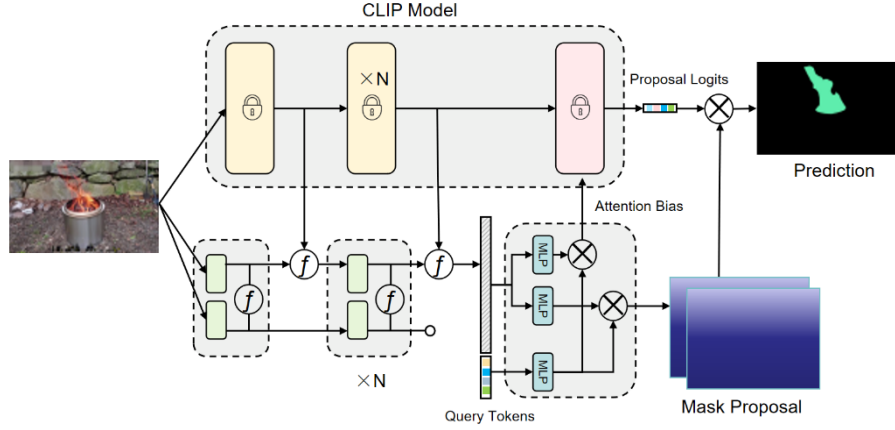 CLIP Model
×N
Proposal Logits
Prediction
Attention Bias
f
f
f
f
MLP
MLP
MLP
×N
Query Tokens
Mask Proposal